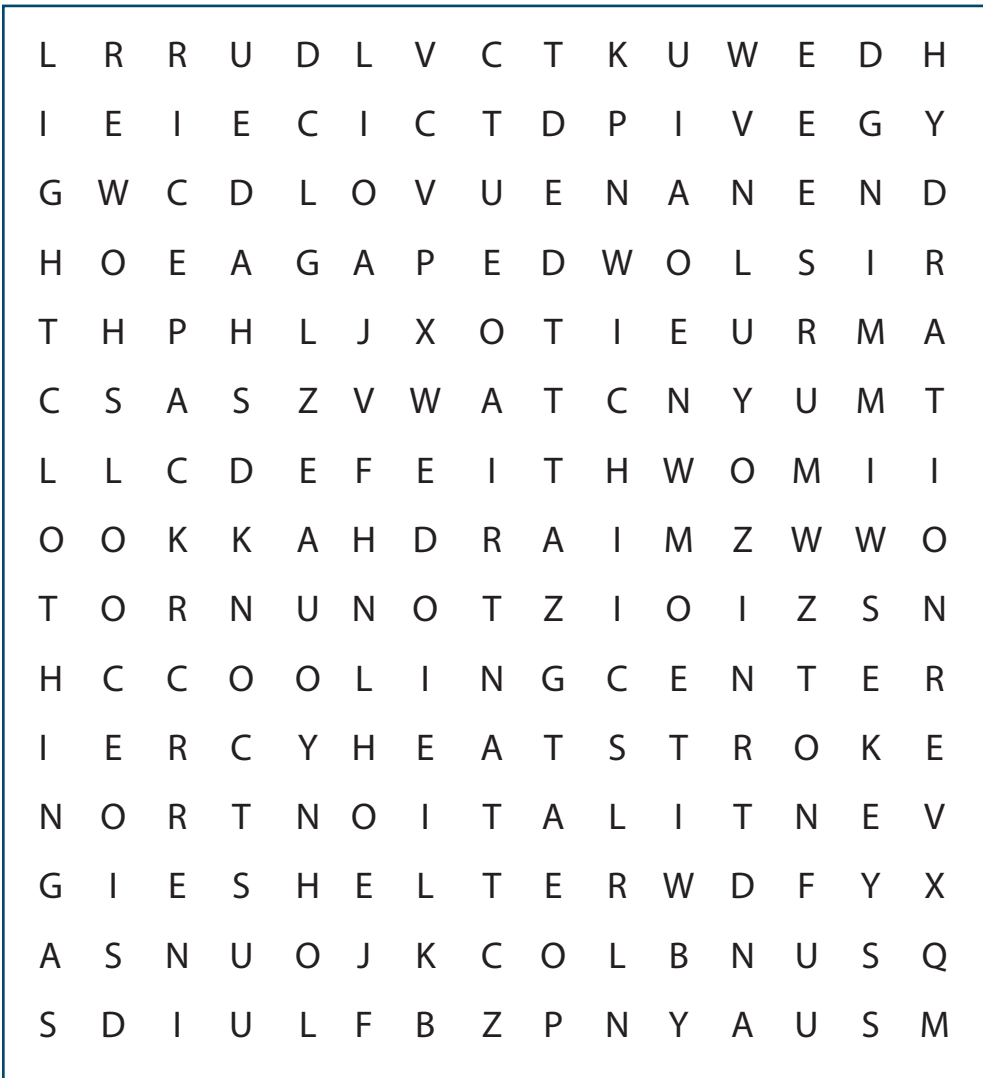 L R R U D L V C T K U W E D H
I E I E C I C T D P I V E G Y
G W C D L O V U E N A N E N D
H O E A G A P E D W O L S I R
T H P H L J X O T I E U R M A
C S A S Z V W A T C N Y U M T
L L C D E F E I T H W O M I I
O O K K A H D R A I M Z W W O
T O R N U N O T Z I O I Z S N
H C C O O L I N G C E N T E R
I E R C Y H E A T S T R O K E
N O R T N O I T A L I T N E V
G I E S H E L T E R W D F Y X
A S N U O J K C O L B N U S Q
S D I U L F B Z P N Y A U S M